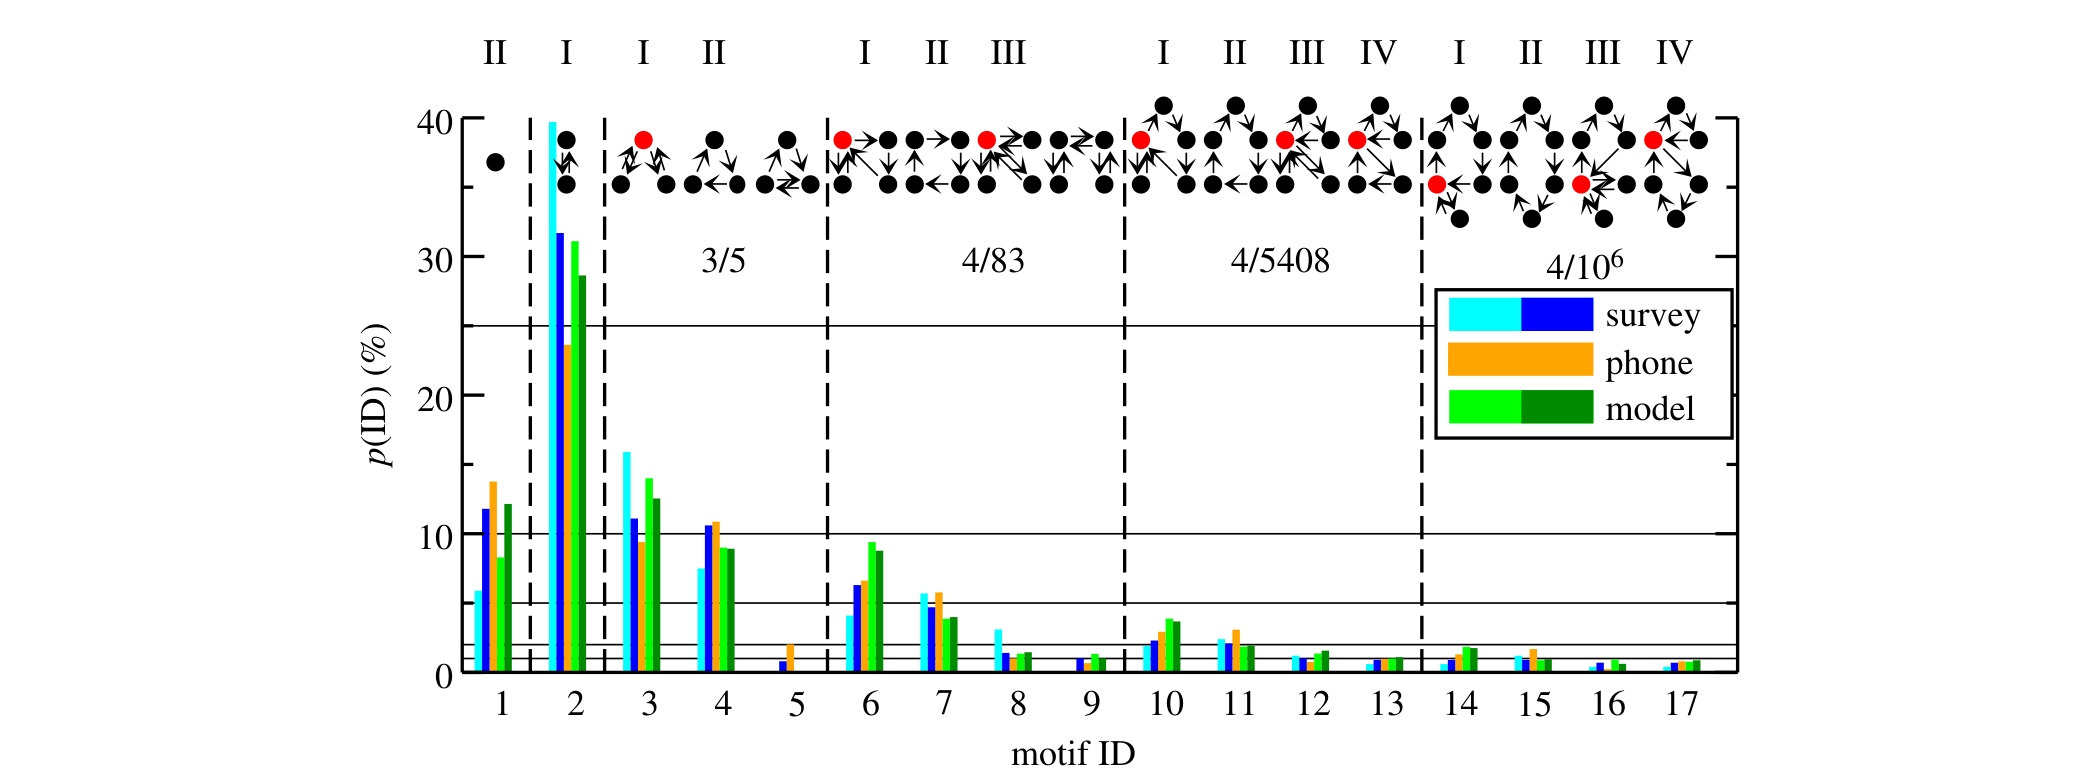 II I I II I II III I II III IV I II III IV
40
30
20
10
0
p(ID) (%)
3/5 4/83 4/5408 4/10⁶
survey
phone
model
1 2 3 4 5 6 7 8 9 10 11 12 13 14 15 16 17
motif ID